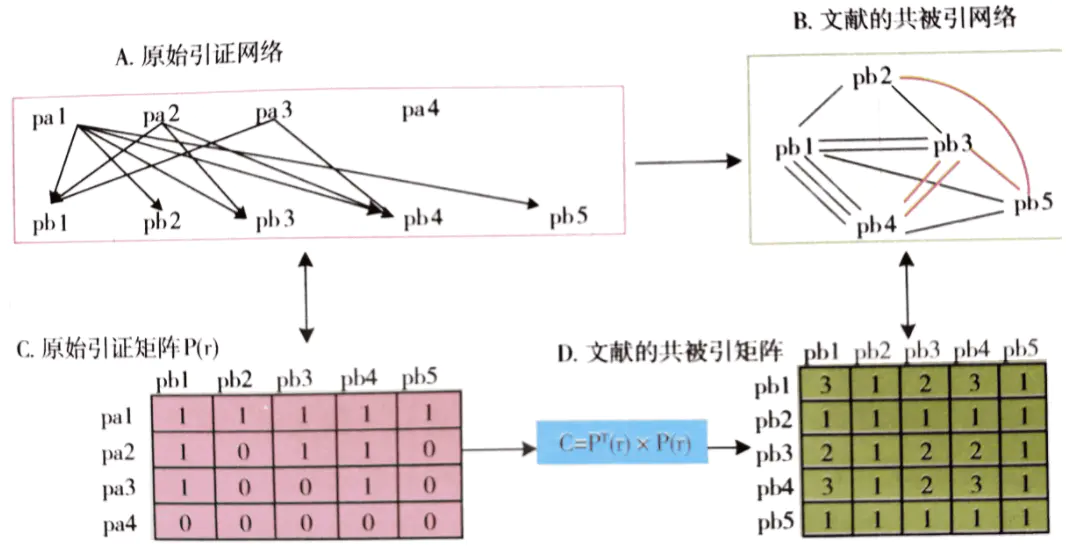 A. 原始引证网络
pa1 pa2 pa3 pa4
pb1 pb2 pb3 pb4 pb5
B. 文献的共被引网络
pb2
pb1 pb3
pb5
pb4
C. 原始引证矩阵P(r)
pb1 pb2 pb3 pb4 pb5
pa1 1 1 1 1 1
pa2 1 0 1 1 0
pa3 1 0 0 1 0
pa4 0 0 0 0 0
C=Pᵀ(r) × P(r)
D. 文献的共被引矩阵
pb1 pb2 pb3 pb4 pb5
pb1 3 1 2 3 1
pb2 1 1 1 1 1
pb3 2 1 2 2 1
pb4 3 1 2 3 1
pb5 1 1 1 1 1